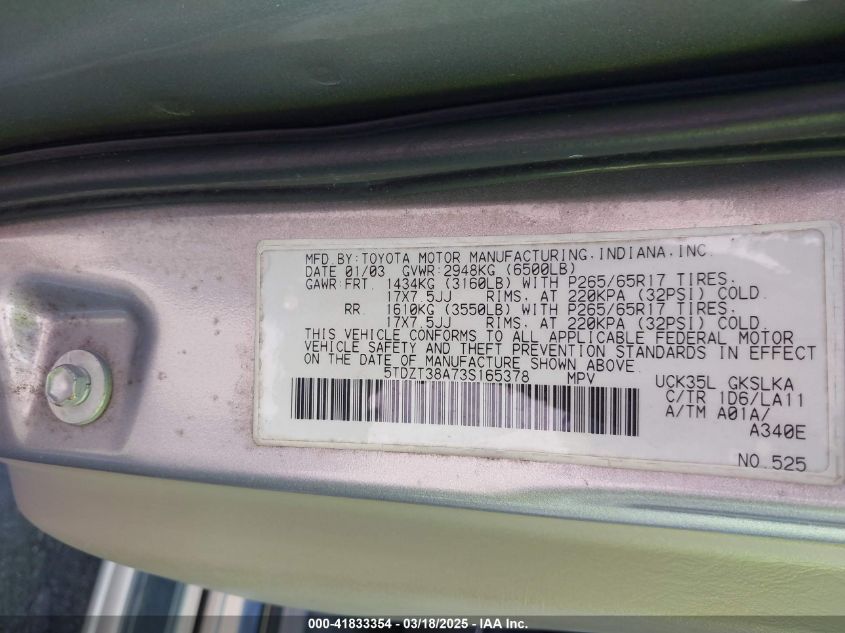 MFD.BY:TOYOTA MOTOR MANUFACTURING.INDIANA.INC
DATE 01/03 GVWR:2948KG (6500LB)
GAWR:FRT. 1434KG (3160LB) WITH P265/65R17 TIRES.
17X7.5JJ RIMS. AT 220KPA (32PSI) COLD.
RR. 1610KG (3550LB) WITH P265/65R17 TIRES.
17X7.5JJ RIMS. AT 220KPA (32PSI) COLD.
THIS VEHICLE CONFORMS TO ALL APPLICABLE FEDERAL MOTOR
VEHICLE SAFETY AND THEFT PREVENTION STANDARDS IN EFFECT
ON THE DATE OF MANUFACTURE SHOWN ABOVE.
5TDZT38A73S165378 MPV
UCK35L GKSLKA
C/TR 1D6/LA11
A/TM A01A/
A340E
NO.525
000-41833354 - 03/18/2025 - IAA Inc.